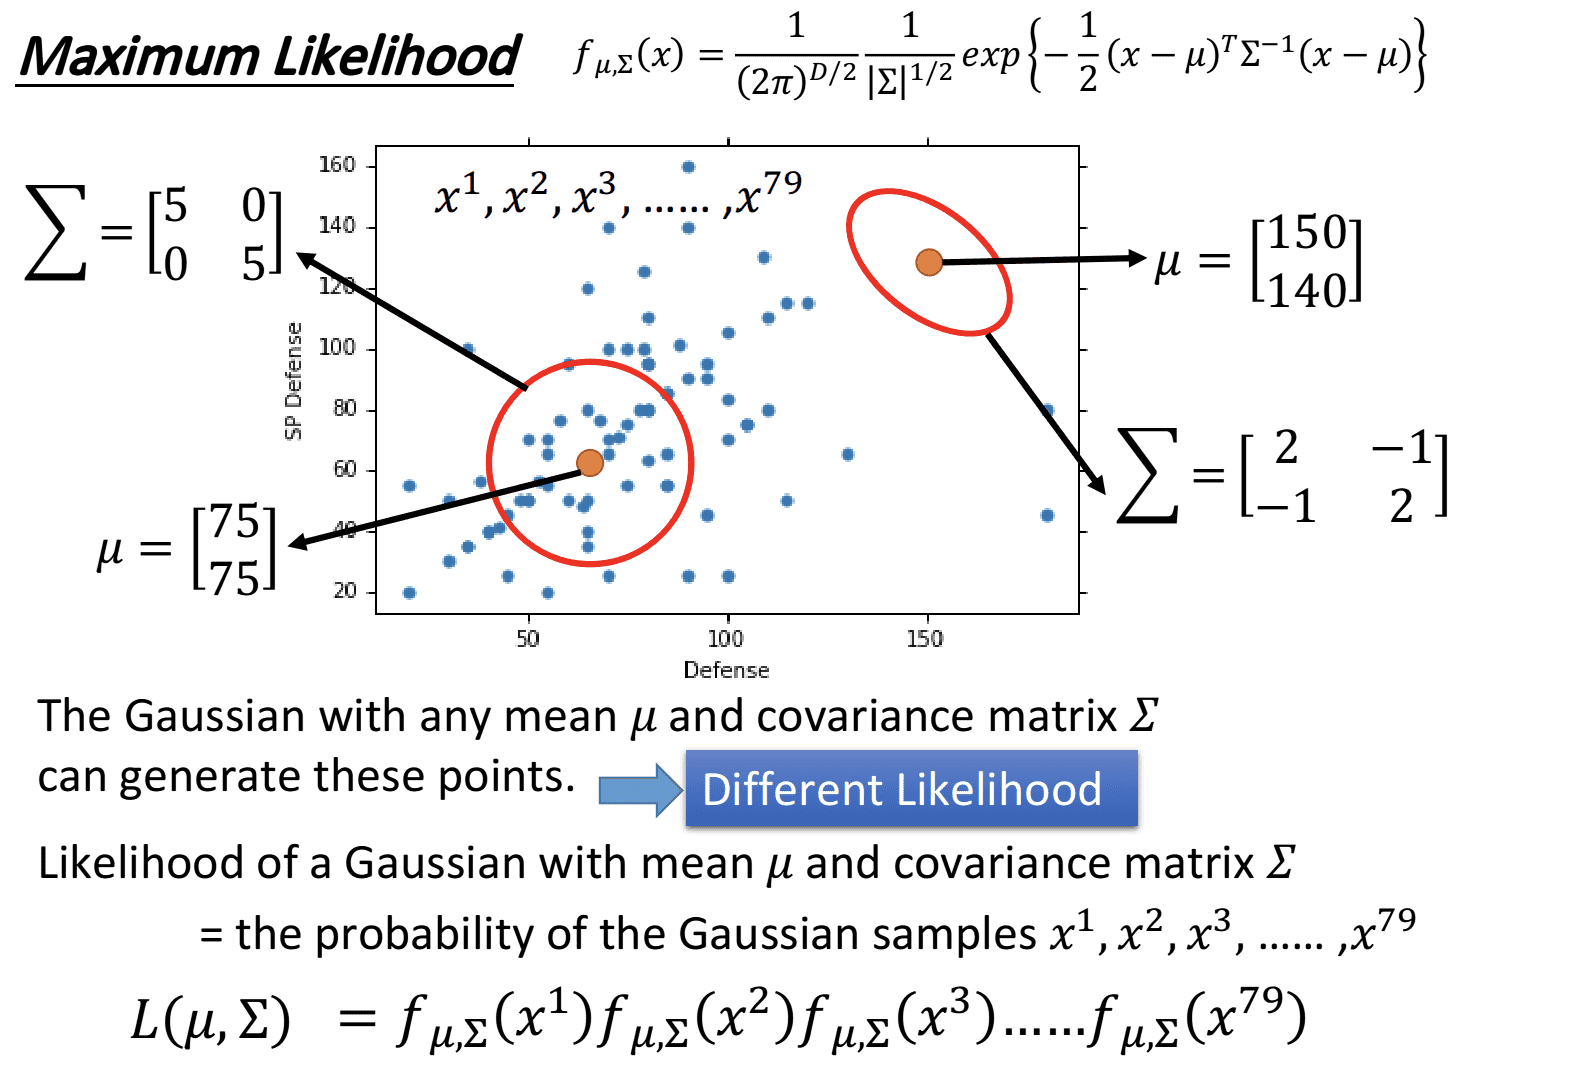 Maximum Likelihood
f_{μ,Σ}(x) = 1/(2π)^{D/2} 1/|Σ|^{1/2} exp{−1/2 (x − μ)^T Σ^{−1}(x − μ)}
x^1, x^2, x^3, …… ,x^79
Σ = [5 0
0 5]
μ = [150
140]
Σ = [2 −1
−1 2]
μ = [75
75]
SP Defense
160
140
120
100
80
60
40
20
50 100 150
Defense
The Gaussian with any mean μ and covariance matrix Σ
can generate these points.
Different Likelihood
Likelihood of a Gaussian with mean μ and covariance matrix Σ
= the probability of the Gaussian samples x^1, x^2, x^3, …… ,x^79
L(μ, Σ) = f_{μ,Σ}(x^1)f_{μ,Σ}(x^2)f_{μ,Σ}(x^3)……f_{μ,Σ}(x^79)